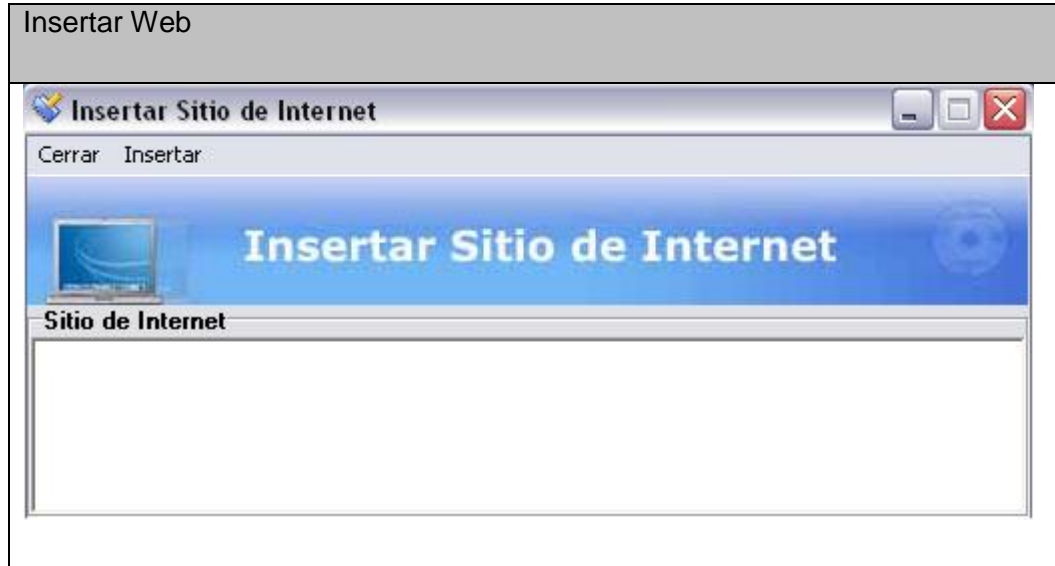 Insertar Web
Insertar Sitio de Internet
Cerrar Insertar
Insertar Sitio de Internet
Sitio de Internet